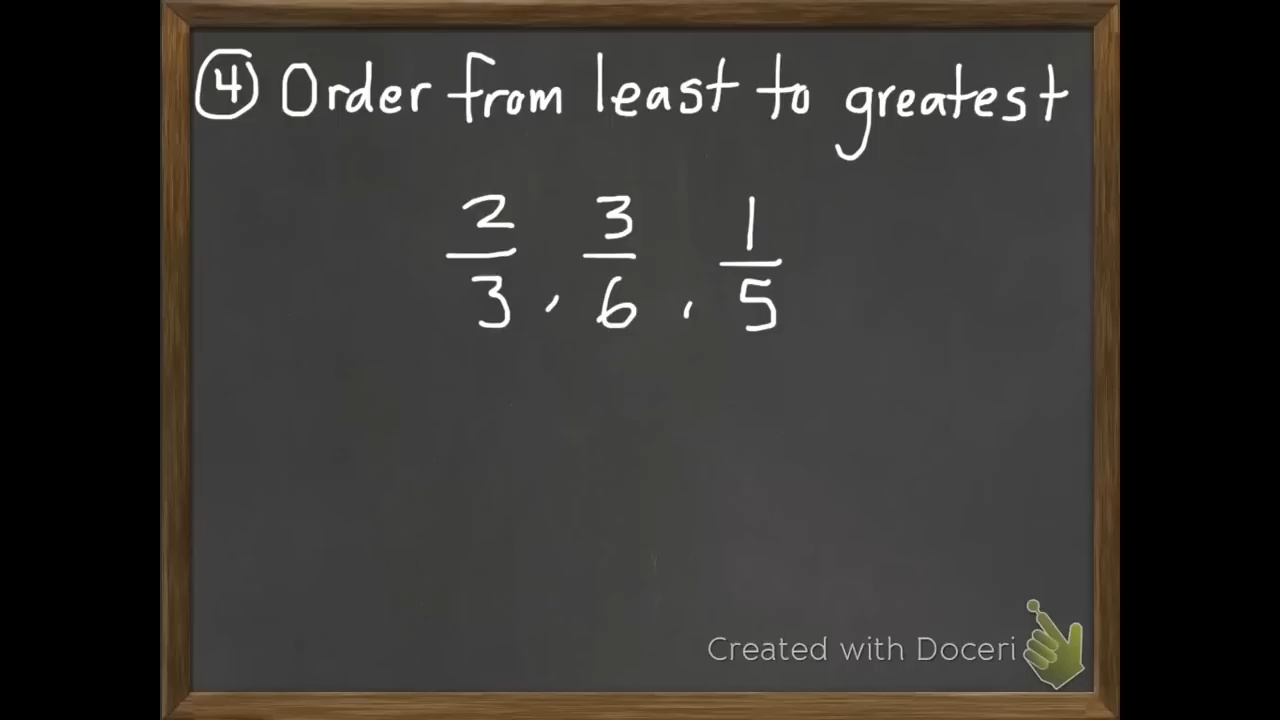 ④ Order from least to greatest
2/3, 3/6, 1/5
Created with Doceri